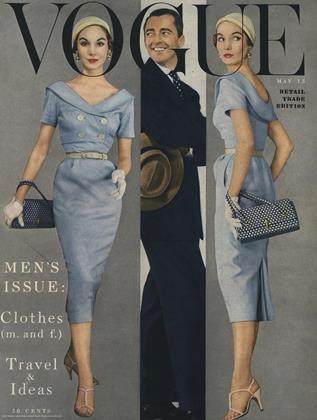 VOGUE
MAY 15
RETAIL
TRADE
EDITION
MEN'S
ISSUE:
Clothes
(m. and f.)
Travel
&
Ideas
50 CENTS